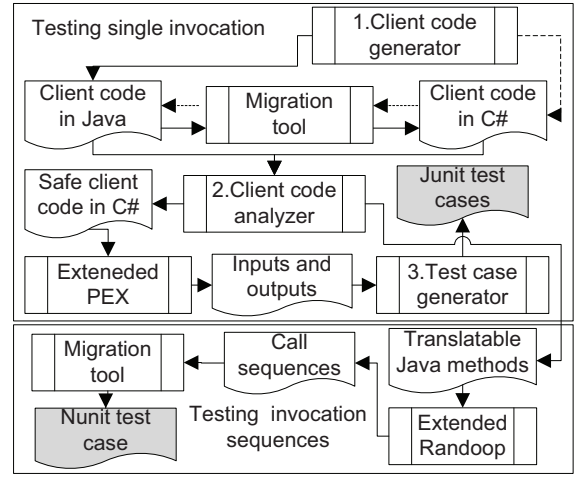 Testing single invocation
1.Client code
generator
Client code
in Java
Migration
tool
Client code
in C#
Safe client
code in C#
2.Client code
analyzer
Junit test
cases
Exteneded
PEX
Inputs and
outputs
3.Test case
generator
Migration
tool
Call
sequences
Translatable
Java methods
Nunit test
case
Testing invocation
sequences
Extended
Randoop